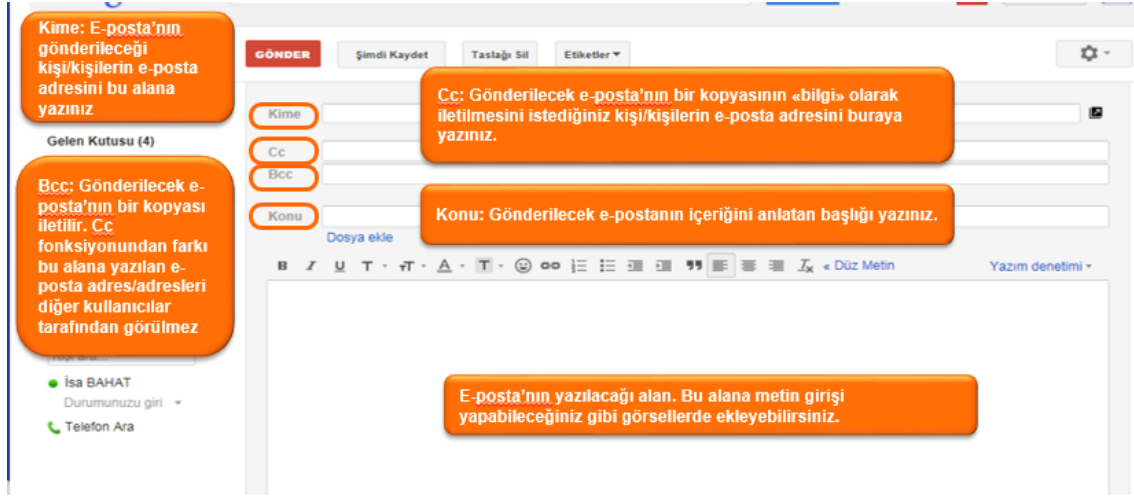 Kime: E-posta'nın
gönderileceği
kişi/kişilerin e-posta
adresini bu alana
yazınız
GÖNDER
Şimdi Kaydet
Taslağı Sil
Etiketler
Cc: Gönderilecek e-posta'nın bir kopyasının «bilgi» olarak
iletilmesini istediğiniz kişi/kişilerin e-posta adresini buraya
yazınız.
Kime
Gelen Kutusu (4)
Cc
Bcc
Bcc: Gönderilecek e-
posta'nın bir kopyası
iletilir. Cc
fonksiyonundan farkı
bu alana yazılan e-
posta adres/adresleri
diğer kullanıcılar
tarafından görülmez
Konu
Konu: Gönderilecek e-postanın içeriğini anlatan başlığı yazınız.
Dosya ekle
B I U T T A T « Düz Metin
Yazım denetimi
İsa BAHAT
Durumunuzu giri
Telefon Ara
E-posta'nın yazılacağı alan. Bu alana metin girişi
yapabileceğiniz gibi görsellerde ekleyebilirsiniz.